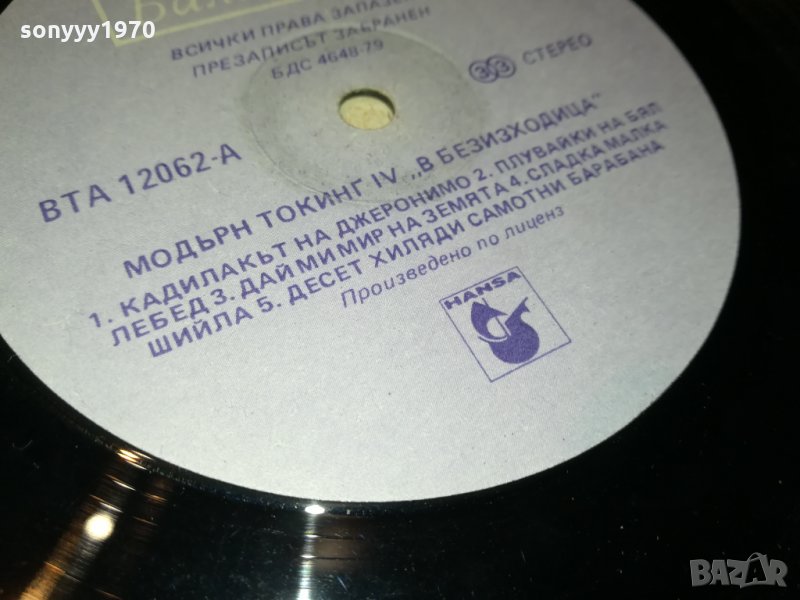 sonyyy1970
ВСИЧКИ ПРАВА ЗАПАЗЕ
ПРЕЗАПИСЪТ ЗАБРАНЕН
БДС 4648-79
33 СТЕРЕО
ВТА 12062-А
МОДЪРН ТОКИНГ IV „В БЕЗИЗХОДИЦА"
1. КАДИЛАКЪТ НА ДЖЕРОНИМО 2. ПЛУВАЙКИ НА БЯЛ
ЛЕБЕД 3. ДАЙ МИ МИР НА ЗЕМЯТА 4. СЛАДКА МАЛКА
ШИЙЛА 5. ДЕСЕТ ХИЛЯДИ САМОТНИ БАРАБАНА
Произведено по лиценз
HANSA
BAZAR